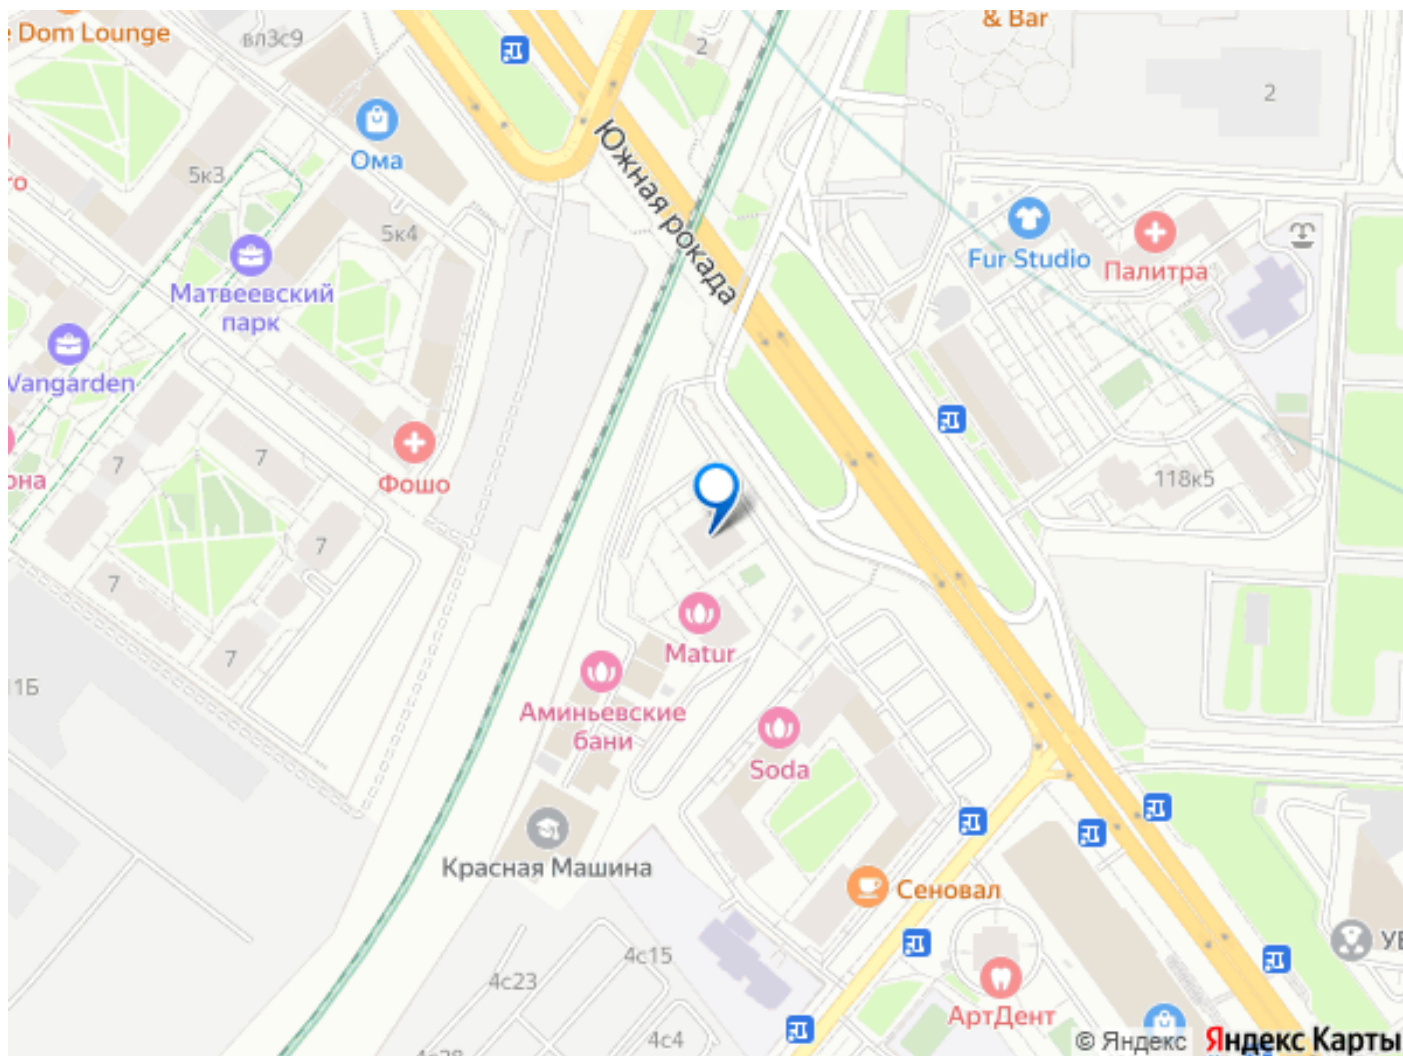 & Bar
Dom Lounge
вл3с9
2
2
Ома
5к3
Южная рокада
5к4
Fur Studio
Палитра
Матвеевский
парк
Vangarden
7
7
Фошо
118к5
7
7
Matur
7
Аминьевские
бани
11Б
Soda
Красная Машина
Сеновал
4с15
4с23
АртДент
4с4
© Яндекс Яндекс Карты